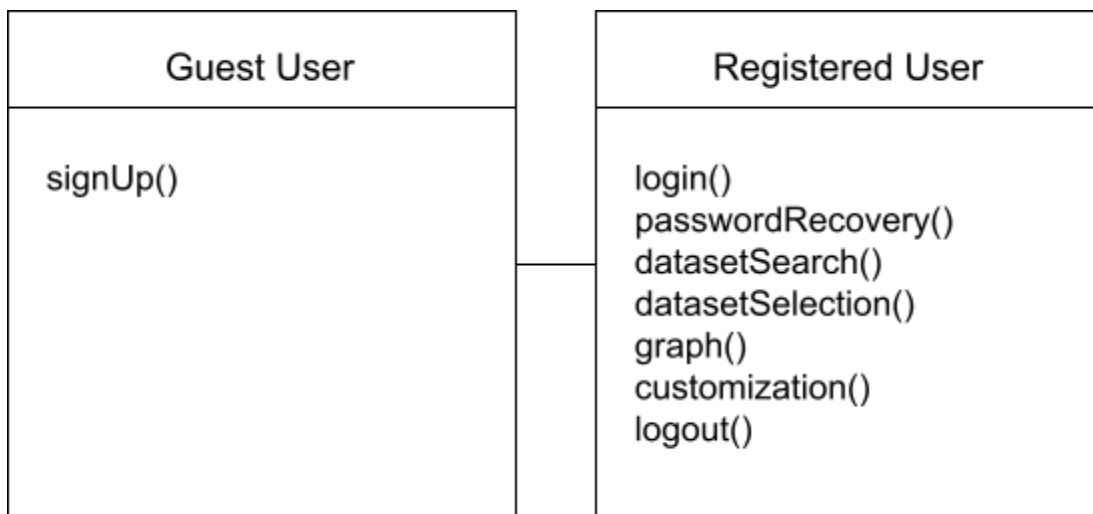 Guest User
signUp()
Registered User
login()
passwordRecovery()
datasetSearch()
datasetSelection()
graph()
customization()
logout()